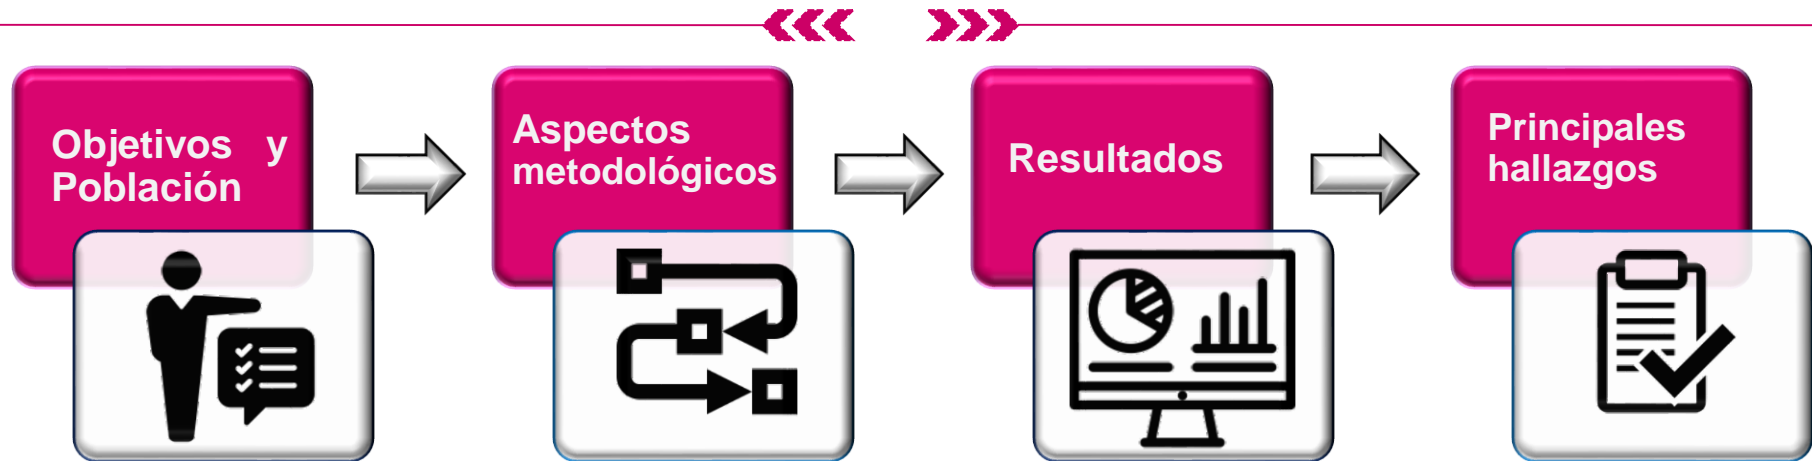 Objetivos y
Población
Aspectos
metodológicos
Resultados
Principales
hallazgos